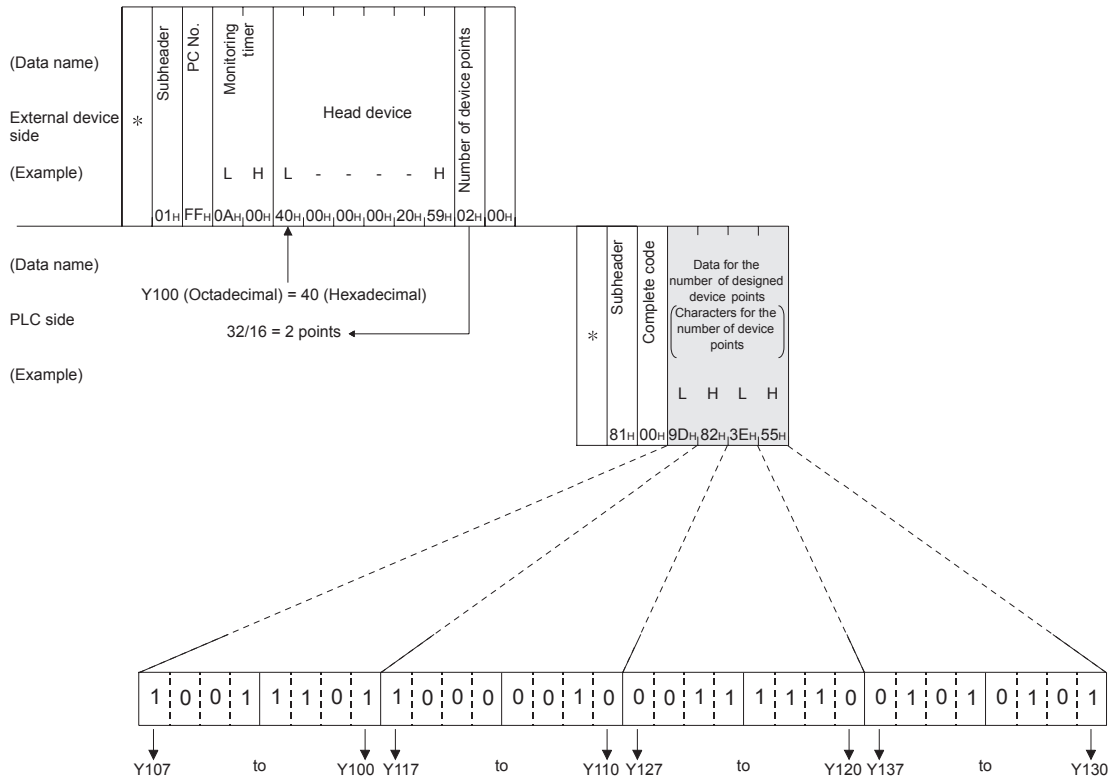 (Data name)
External device
side
(Example)
*
Subheader
PC No.
Monitoring
timer
Head device
Number of device points
L H L - - - - H
01H FFH 0AH 00H 40H 00H 00H 00H 20H 59H 02H 00H
(Data name)
PLC side
(Example)
Y100 (Octadecimal) = 40 (Hexadecimal)
32/16 = 2 points
*
Subheader
Complete code
Data for the
number of designed
device points
(Characters for the
number of device
points)
L H L H
81H 00H 9DH 82H 3EH 55H
1 0 0 1 1 1 0 1 1 0 0 0 0 0 1 0 0 0 1 1 1 1 1 0 0 1 0 1 0 1 0 1
Y107 to Y100 Y117 to Y110 Y127 to Y120 Y137 to Y130